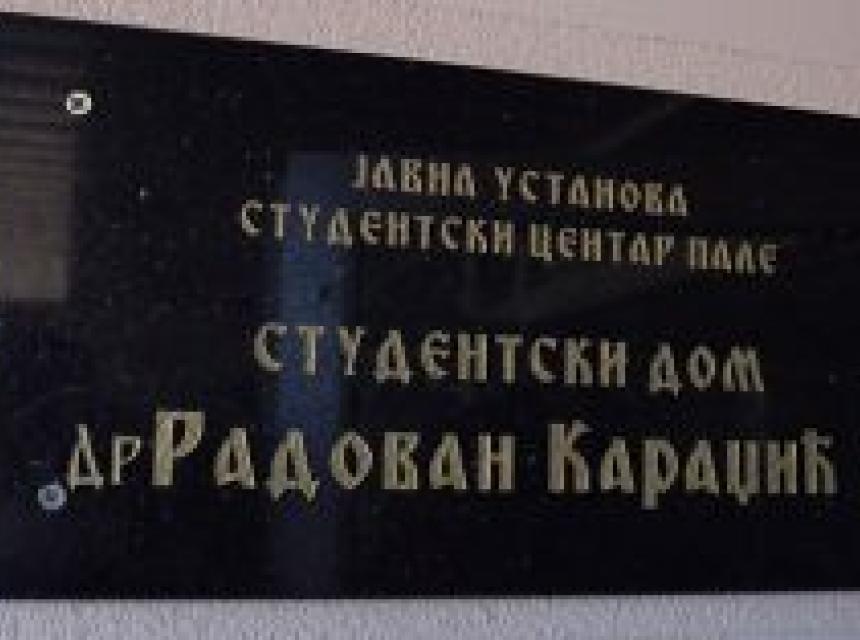 ЈАВНА УСТАНОВА
СТУДЕНТСКИ ЦЕНТАР ПАЛЕ
СТУДЕНТСКИ ДОМ
ДР РАДОВАН КАРАЏИЋ